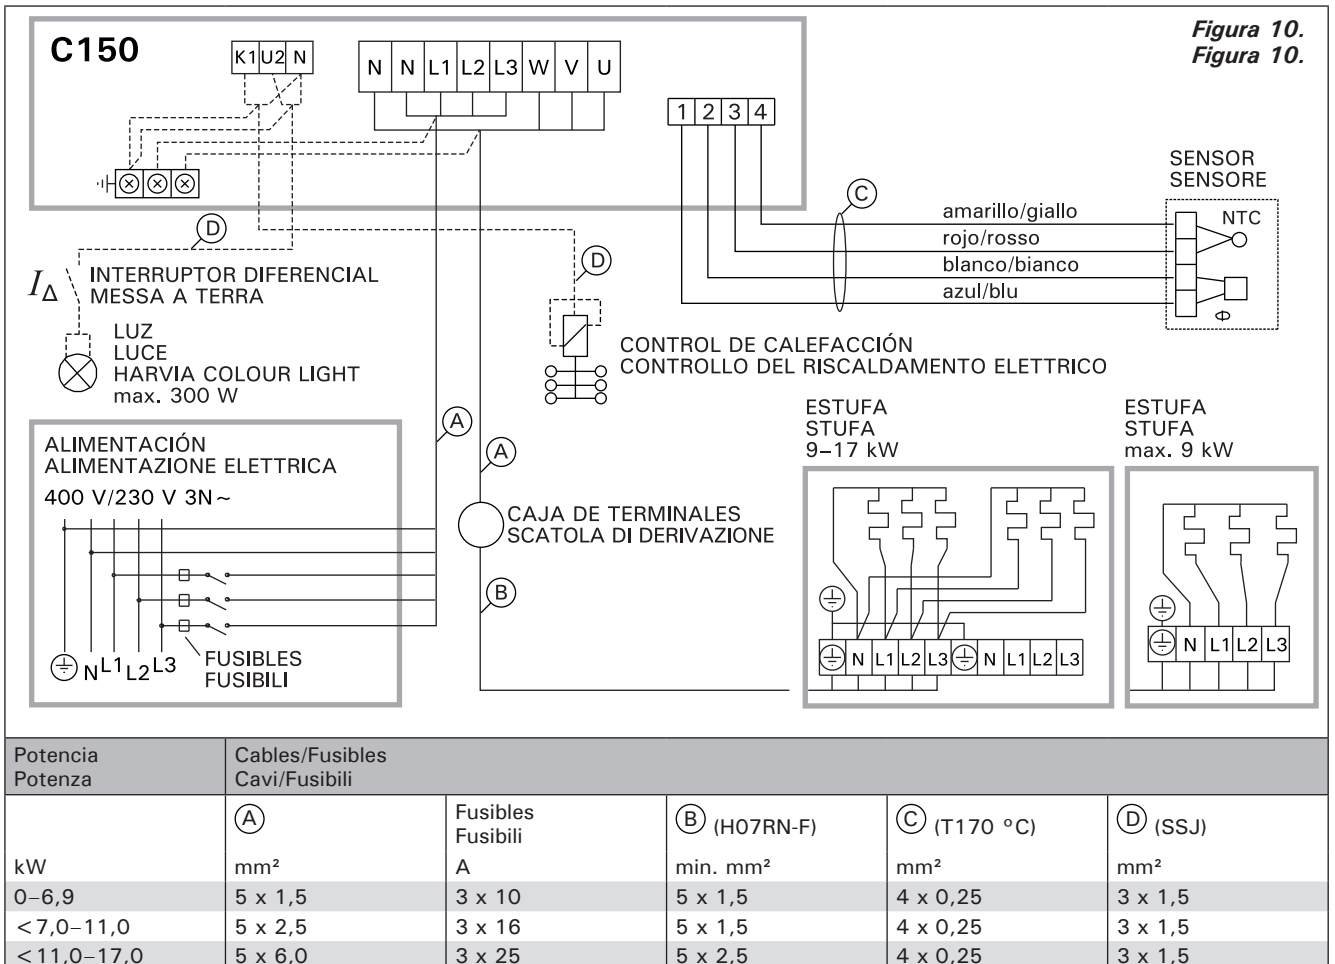 Figura 10.
Figura 10.
C150
K1 U2 N
N N L1 L2 L3 W V U
1 2 3 4
SENSOR
SENSORE
NTC
C
amarillo/giallo
rojo/rosso
blanco/bianco
azul/blu
Φ
D
D
I∆
INTERRUPTOR DIFERENCIAL
MESSA A TERRA
LUZ
LUCE
HARVIA COLOUR LIGHT
max. 300 W
CONTROL DE CALEFACCIÓN
CONTROLLO DEL RISCALDAMENTO ELETTRICO
A
A
B
CAJA DE TERMINALES
SCATOLA DI DERIVAZIONE
ALIMENTACIÓN
ALIMENTAZIONE ELETTRICA
400 V/230 V 3N~
N L1 L2 L3
FUSIBLES
FUSIBILI
ESTUFA
STUFA
9–17 kW
N L1 L2 L3 N L1 L2 L3
ESTUFA
STUFA
max. 9 kW
N L1 L2 L3
Potencia
Potenza
Cables/Fusibles
Cavi/Fusibili
A
Fusibles
Fusibili
B (H07RN-F)
C (T170 °C)
D (SSJ)
kW mm² A min. mm² mm² mm²
0–6,9 5 x 1,5 3 x 10 5 x 1,5 4 x 0,25 3 x 1,5
<7,0–11,0 5 x 2,5 3 x 16 5 x 1,5 4 x 0,25 3 x 1,5
<11,0–17,0 5 x 6,0 3 x 25 5 x 2,5 4 x 0,25 3 x 1,5